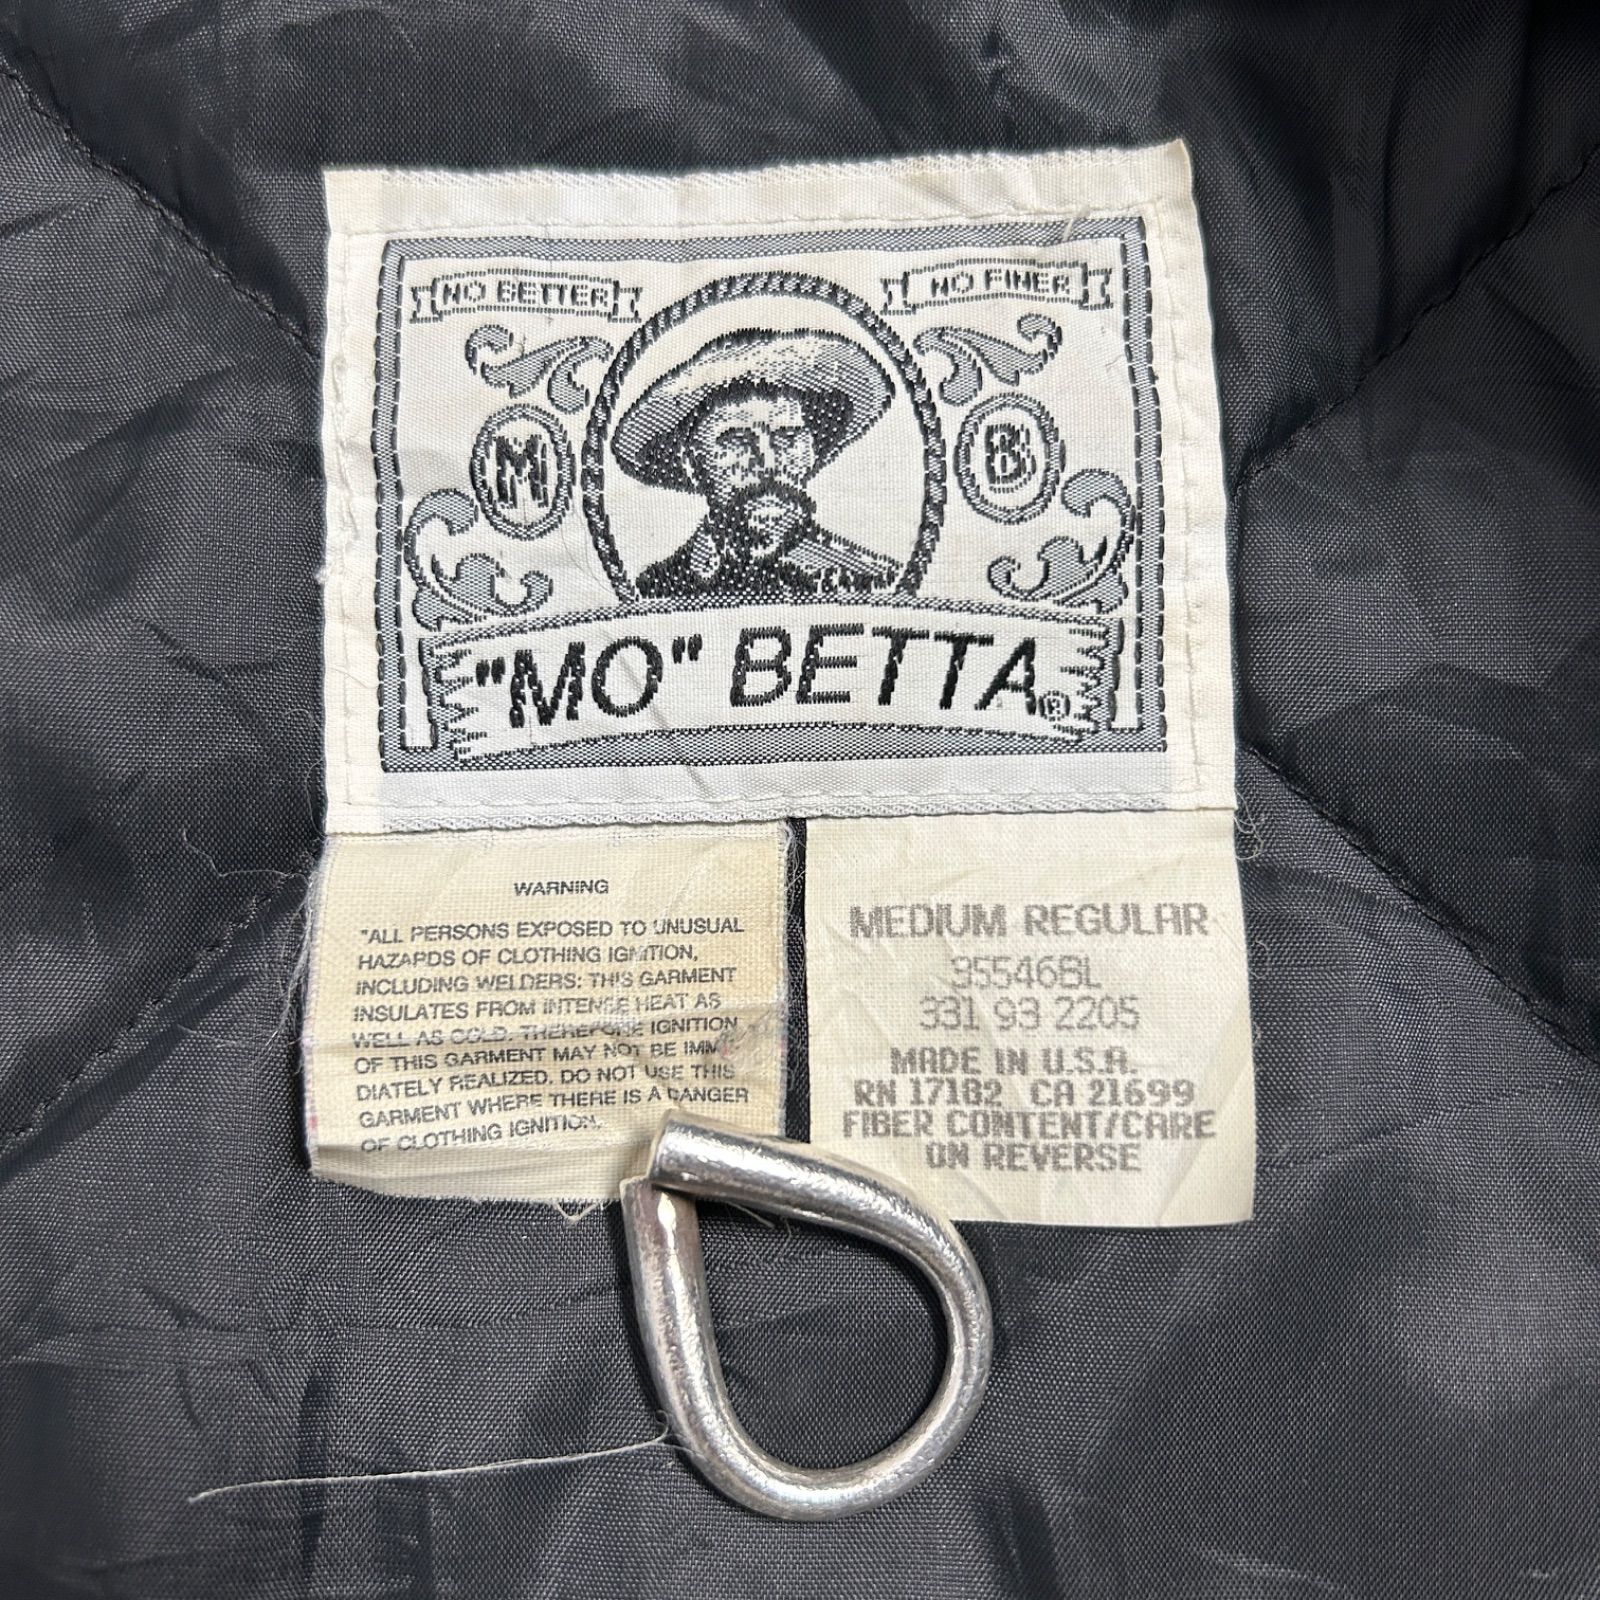 NO BETTER
NO FINER
M
B
"MO" BETTA®
WARNING
"ALL PERSONS EXPOSED TO UNUSUAL
HAZARDS OF CLOTHING IGNITION,
INCLUDING WELDERS: THIS GARMENT
INSULATES FROM INTENSE HEAT AS
WELL AS COLD. THEREFORE IGNITION
OF THIS GARMENT MAY NOT BE IMME-
DIATELY REALIZED. DO NOT USE THIS
GARMENT WHERE THERE IS A DANGER
OF CLOTHING IGNITION.
MEDIUM REGULAR
35546BL
331 93 2205
MADE IN U.S.A.
RN 17182 CA 21699
FIBER CONTENT/CARE
ON REVERSE